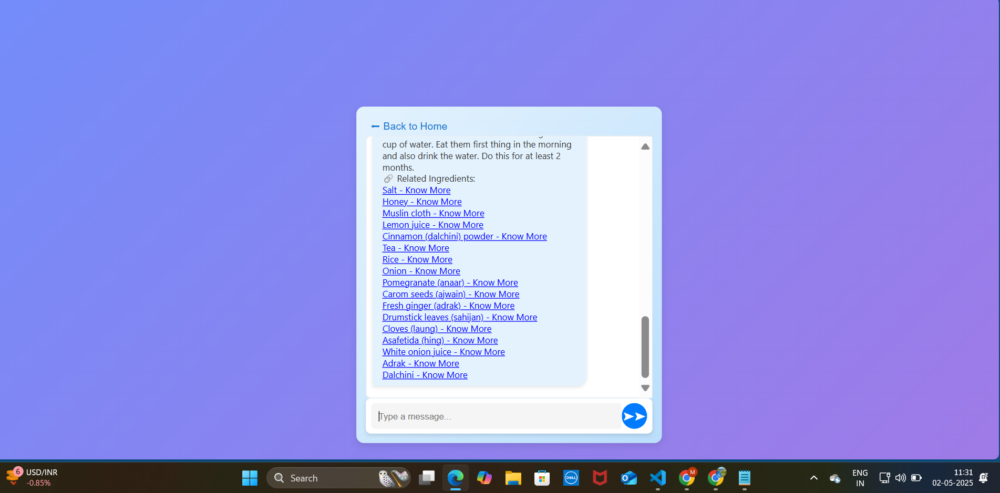 Back to Home
cup of water. Eat them first thing in the morning
and also drink the water. Do this for at least 2
months.
🔗 Related Ingredients:
Salt - Know More
Honey - Know More
Muslin cloth - Know More
Lemon juice - Know More
Cinnamon (dalchini) powder - Know More
Tea - Know More
Rice - Know More
Onion - Know More
Pomegranate (anaar) - Know More
Carom seeds (ajwain) - Know More
Fresh ginger (adrak) - Know More
Drumstick leaves (sahijan) - Know More
Cloves (laung) - Know More
Asafetida (hing) - Know More
White onion juice - Know More
Adrak - Know More
Dalchini - Know More
Type a message...
6
USD/INR
-0.85%
Search
DELL
M
ENG
IN
11:31
02-05-2025